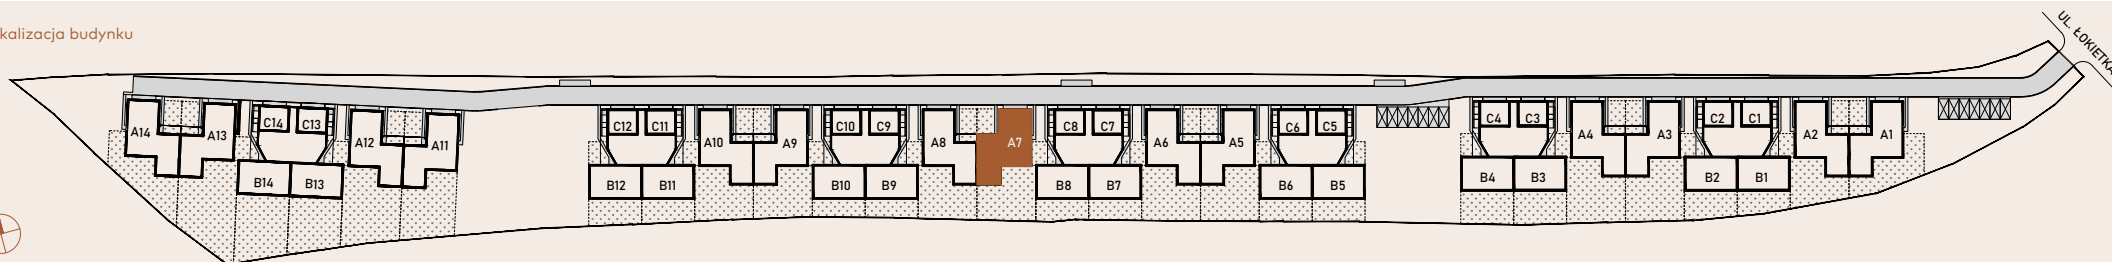 kalizacja budynku
UL. ŁOKIETKA
A14
A13
C14
C13
B14
B13
A12
A11
C12
C11
B12
B11
A10
A9
C10
C9
B10
B9
A8
A7
C8
C7
B8
B7
A6
A5
C6
C5
B6
B5
C4
C3
B4
B3
A4
A3
C2
C1
B2
B1
A2
A1